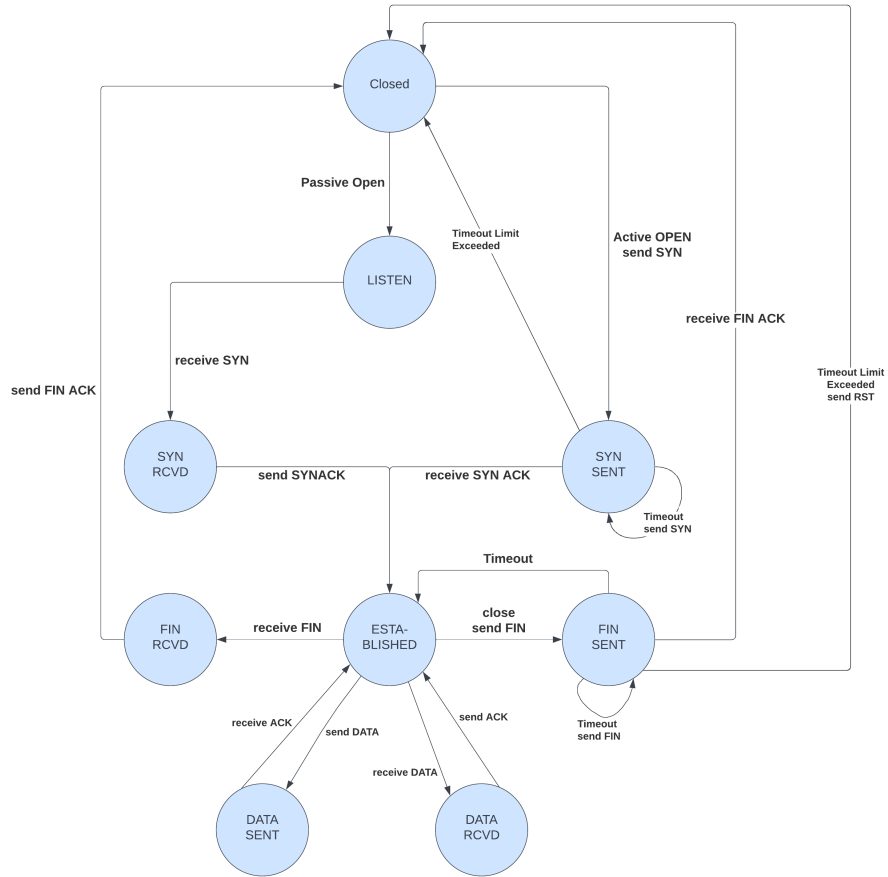 Closed
Passive Open
Timeout Limit
Exceeded
Active OPEN
send SYN
LISTEN
receive FIN ACK
receive SYN
Timeout Limit
Exceeded
send RST
send FIN ACK
SYN
RCVD
send SYNACK
receive SYN ACK
SYN
SENT
Timeout
send SYN
Timeout
FIN
RCVD
receive FIN
ESTA-
BLISHED
close
send FIN
FIN
SENT
receive ACK
send DATA
send ACK
Timeout
send FIN
receive DATA
DATA
SENT
DATA
RCVD